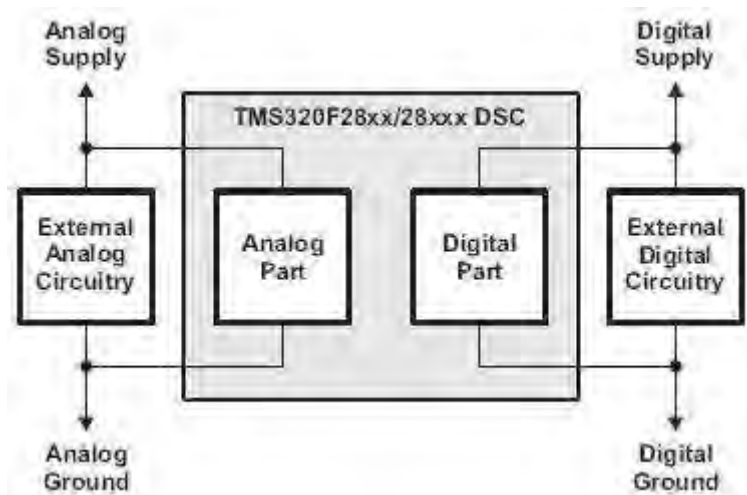 Analog
Supply
Digital
Supply
TMS320F28xx/28xxx DSC
External
Analog
Circuitry
Analog
Part
Digital
Part
External
Digital
Circuitry
Analog
Ground
Digital
Ground